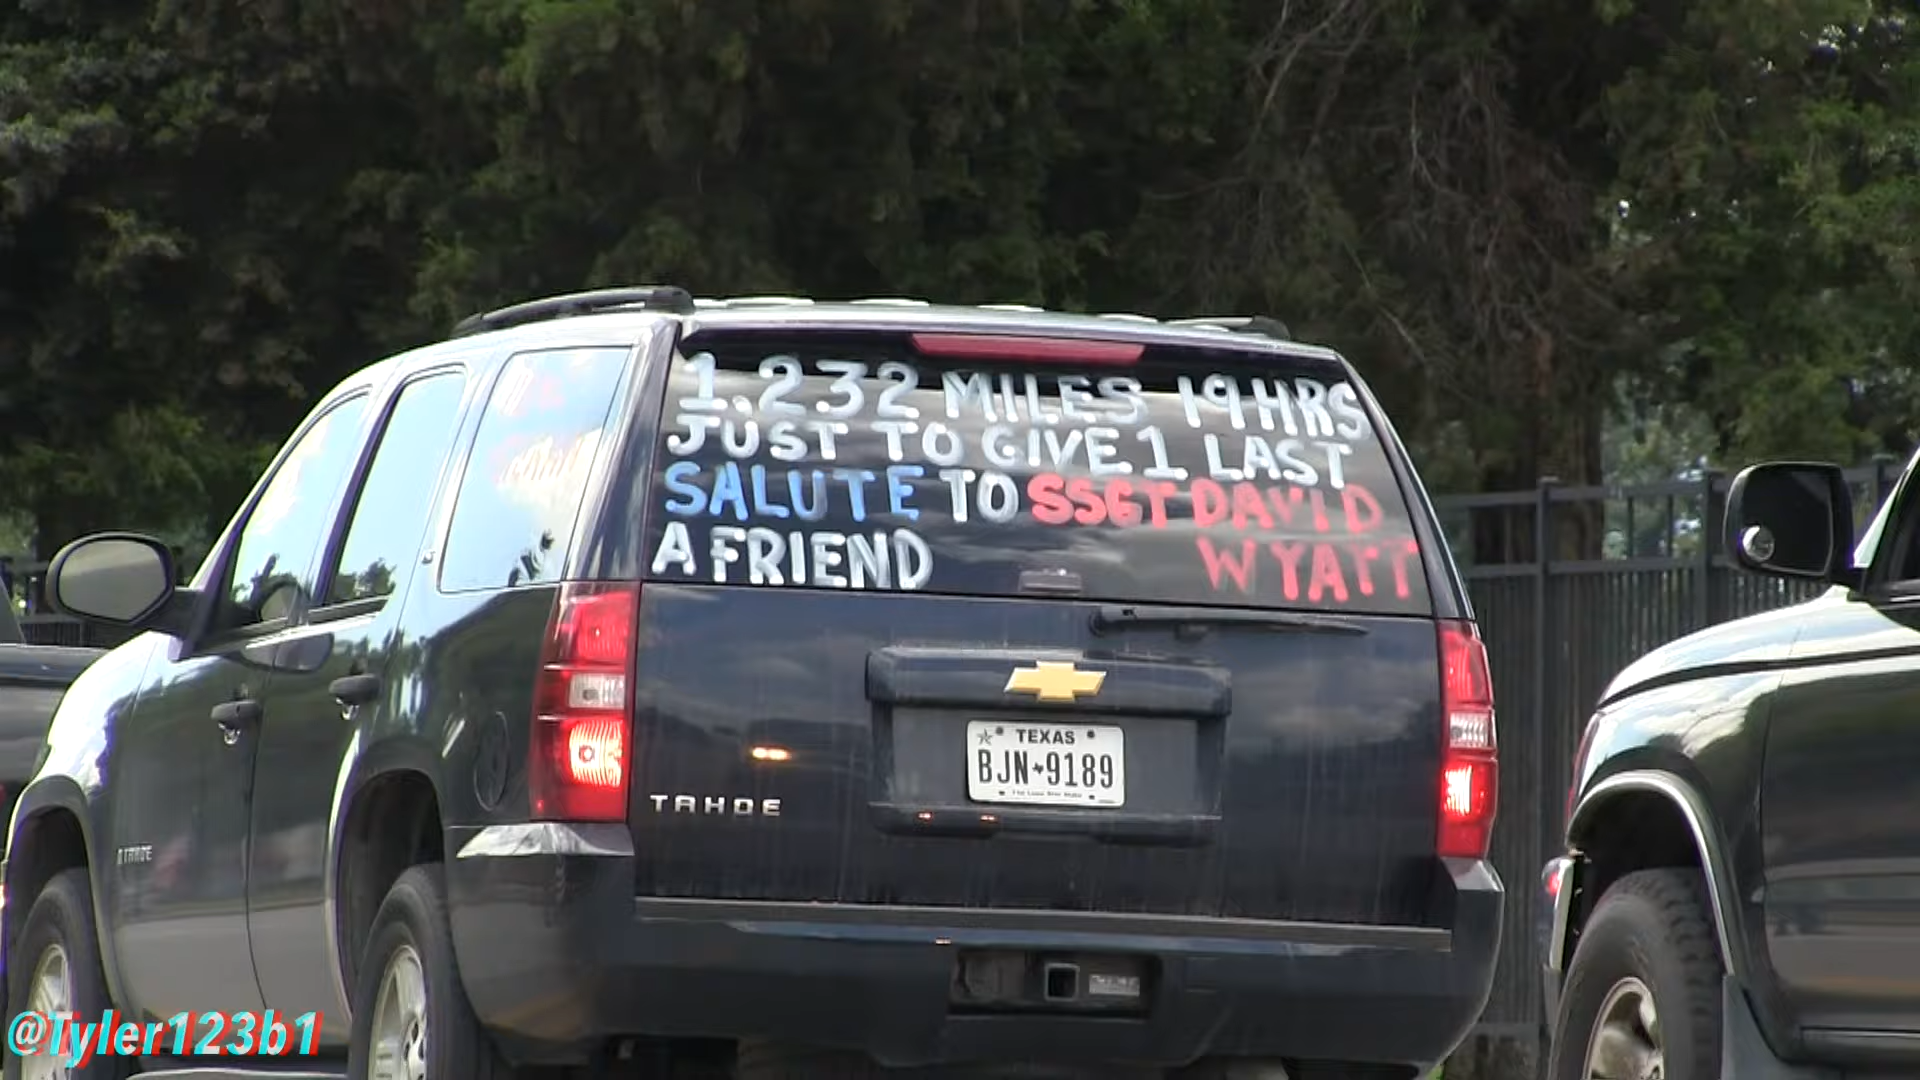 1,232 MILES 19 HRS
JUST TO GIVE 1 LAST
SALUTE TO SSGT DAVID
A FRIEND WYATT
TEXAS
BJN 9189
TAHOE
TAHOE
@Tyler123b1